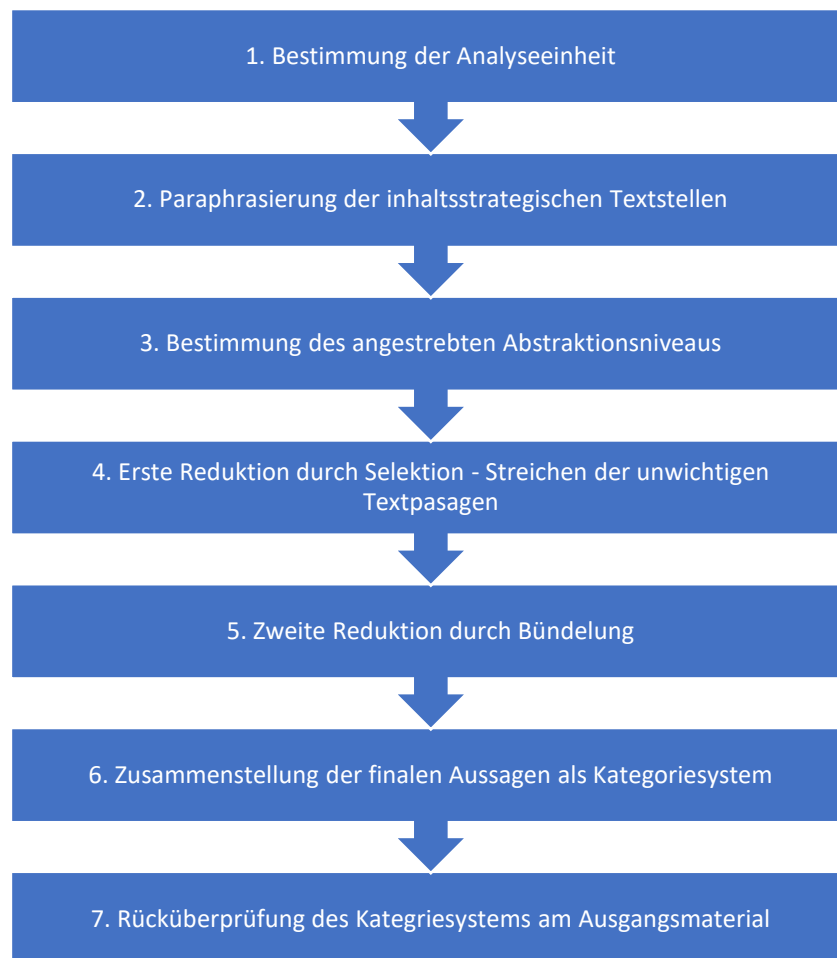 1. Bestimmung der Analyseeinheit
2. Paraphrasierung der inhaltsstrategischen Textstellen
3. Bestimmung des angestrebten Abstraktionsniveaus
4. Erste Reduktion durch Selektion - Streichen der unwichtigen
Textpasagen
5. Zweite Reduktion durch Bündelung
6. Zusammenstellung der finalen Aussagen als Kategoriesystem
7. Rücküberprüfung des Kategriesystems am Ausgangsmaterial